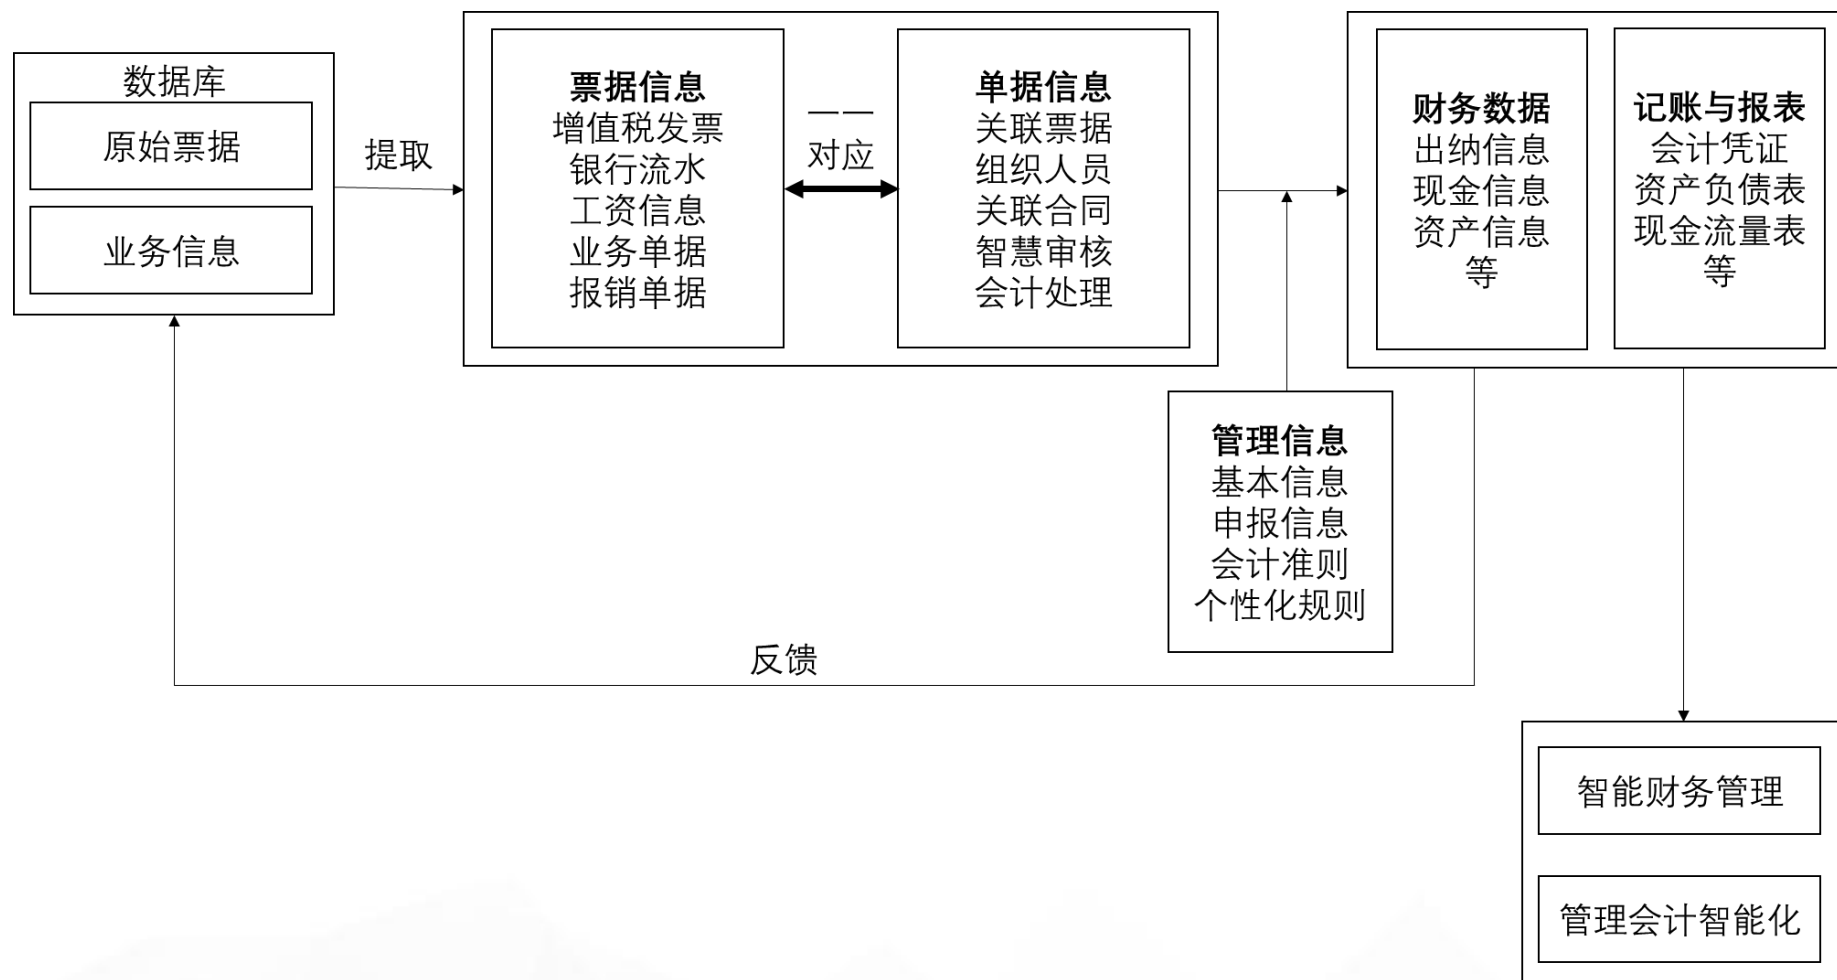 数据库
原始票据
业务信息
提取
票据信息
增值税发票
银行流水
工资信息
业务单据
报销单据
一一
对应
单据信息
关联票据
组织人员
关联合同
智慧审核
会计处理
财务数据
出纳信息
现金信息
资产信息
等
记账与报表
会计凭证
资产负债表
现金流量表
等
管理信息
基本信息
申报信息
会计准则
个性化规则
反馈
智能财务管理
管理会计智能化